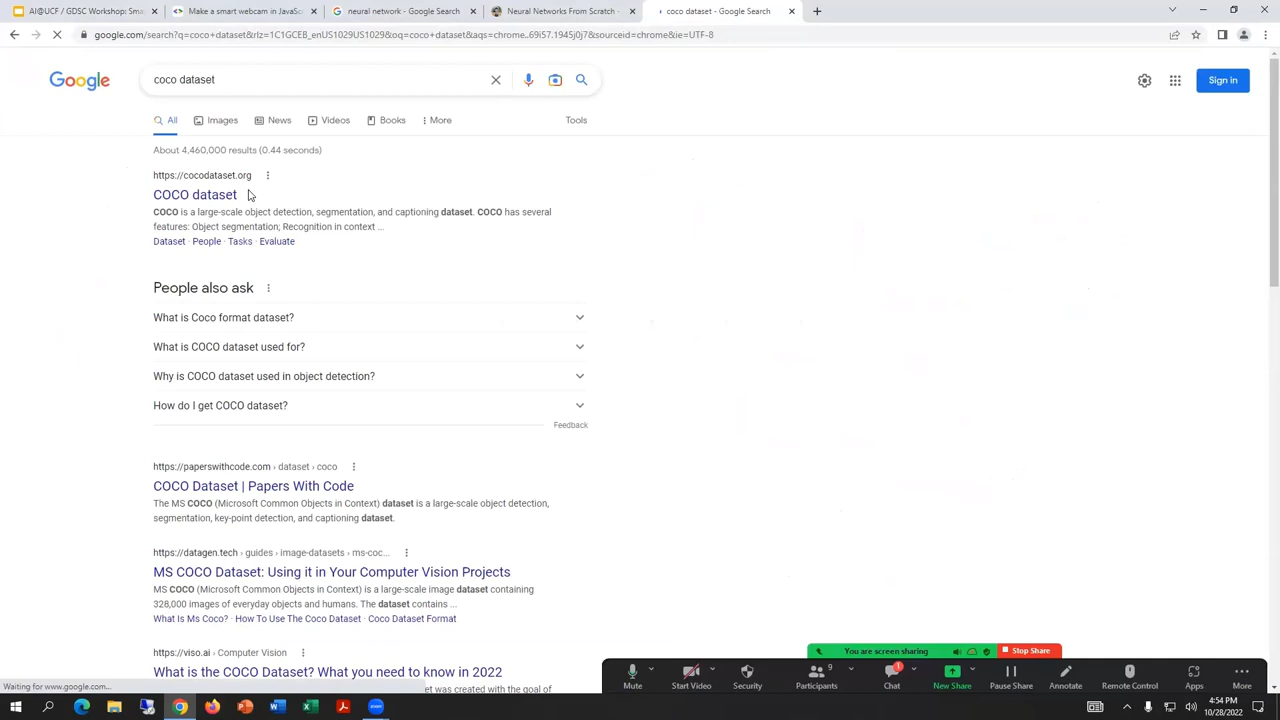 AI@UCF / GDSC Workshop - S
Make a smart webcam in JavaSc
neural network - Google Search
Neural Networks From Scratch -
coco dataset - Google Search
google.com/search?q=coco+dataset&rlz=1C1GCEB_enUS1029US1029&oq=coco+dataset&aqs=chrome..69i57.1945j0j7&sourceid=chrome&ie=UTF-8
Google
coco dataset
Sign in
All
Images
News
Videos
Books
More
Tools
About 4,460,000 results (0.44 seconds)
https://cocodataset.org
COCO dataset
COCO is a large-scale object detection, segmentation, and captioning dataset. COCO has several
features: Object segmentation; Recognition in context ...
Dataset · People · Tasks · Evaluate
People also ask
What is Coco format dataset?
What is COCO dataset used for?
Why is COCO dataset used in object detection?
How do I get COCO dataset?
Feedback
https://paperswithcode.com › dataset › coco
COCO Dataset | Papers With Code
The MS COCO (Microsoft Common Objects in Context) dataset is a large-scale object detection,
segmentation, key-point detection, and captioning dataset.
https://datagen.tech › guides › image-datasets › ms-coc...
MS COCO Dataset: Using it in Your Computer Vision Projects
MS COCO (Microsoft Common Objects in Context) is a large-scale image dataset containing
328,000 images of everyday objects and humans. The dataset contains ...
What Is Ms Coco? · How To Use The Coco Dataset · Coco Dataset Format
https://viso.ai › Computer Vision
What is the COCO Dataset? What you need to know in 2022
et was created with the goal of
You are screen sharing
Stop Share
9
1
Mute
Start Video
Security
Participants
Chat
New Share
Pause Share
Annotate
Remote Control
Apps
More
Waiting for www.google.com...
4:54 PM
10/28/2022